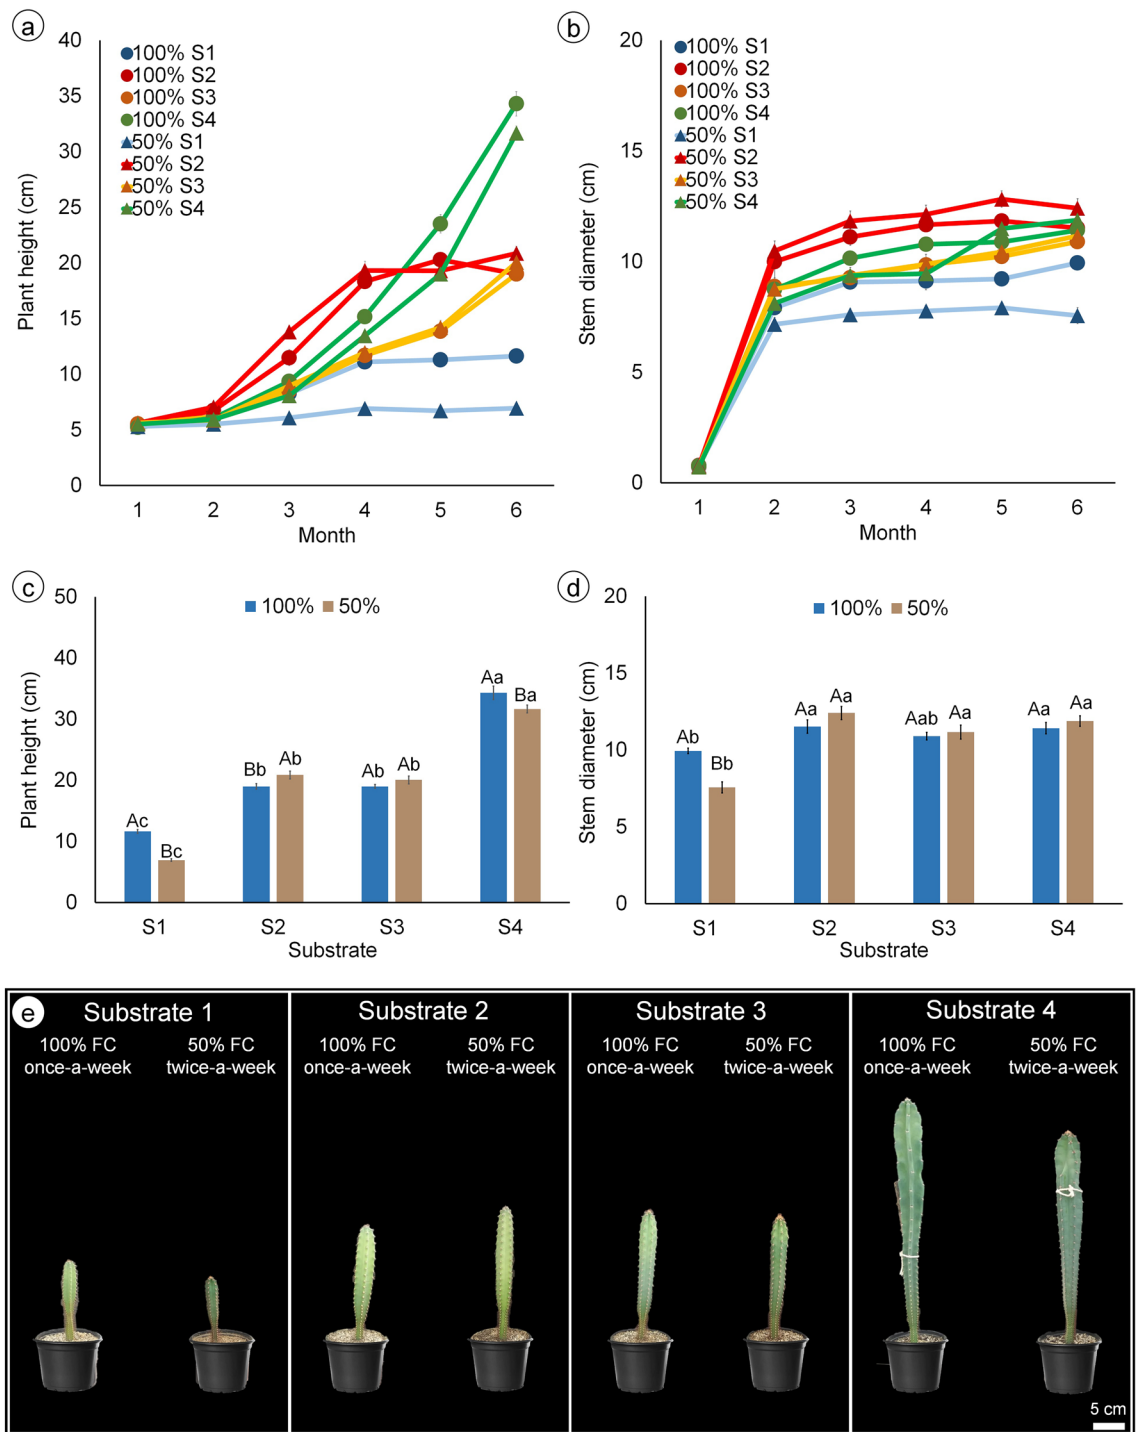 a
40
35
30
25
20
15
10
5
0
100% S1
100% S2
100% S3
100% S4
50% S1
50% S2
50% S3
50% S4
Plant height (cm)
1 2 3 4 5 6
Month
b
20
15
10
5
0
100% S1
100% S2
100% S3
100% S4
50% S1
50% S2
50% S3
50% S4
Stem diameter (cm)
1 2 3 4 5 6
Month
c
50
40
30
20
10
0
100% 50%
Plant height (cm)
Ac Bc Bb Ab Ab Ab Aa Ba
S1 S2 S3 S4
Substrate
d
20
15
10
5
0
100% 50%
Stem diameter (cm)
Ab Bb Aa Aa Aab Aa Aa Aa
S1 S2 S3 S4
Substrate
e
Substrate 1 Substrate 2 Substrate 3 Substrate 4
100% FC 50% FC 100% FC 50% FC 100% FC 50% FC 100% FC 50% FC
once-a-week twice-a-week once-a-week twice-a-week once-a-week twice-a-week once-a-week twice-a-week
5 cm